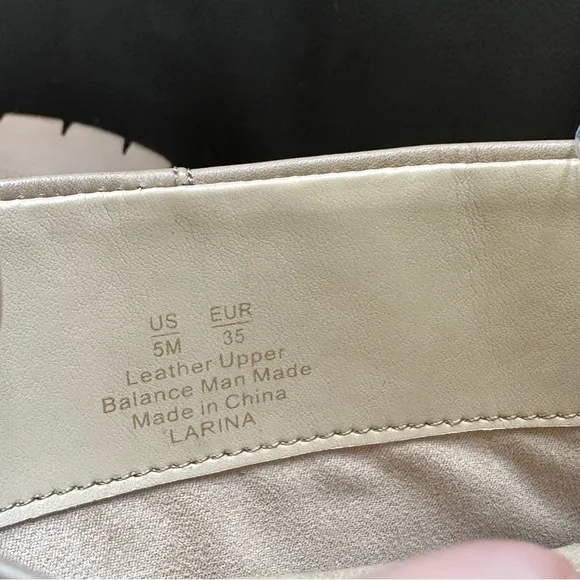 US EUR
5M 35
Leather Upper
Balance Man Made
Made in China
LARINA